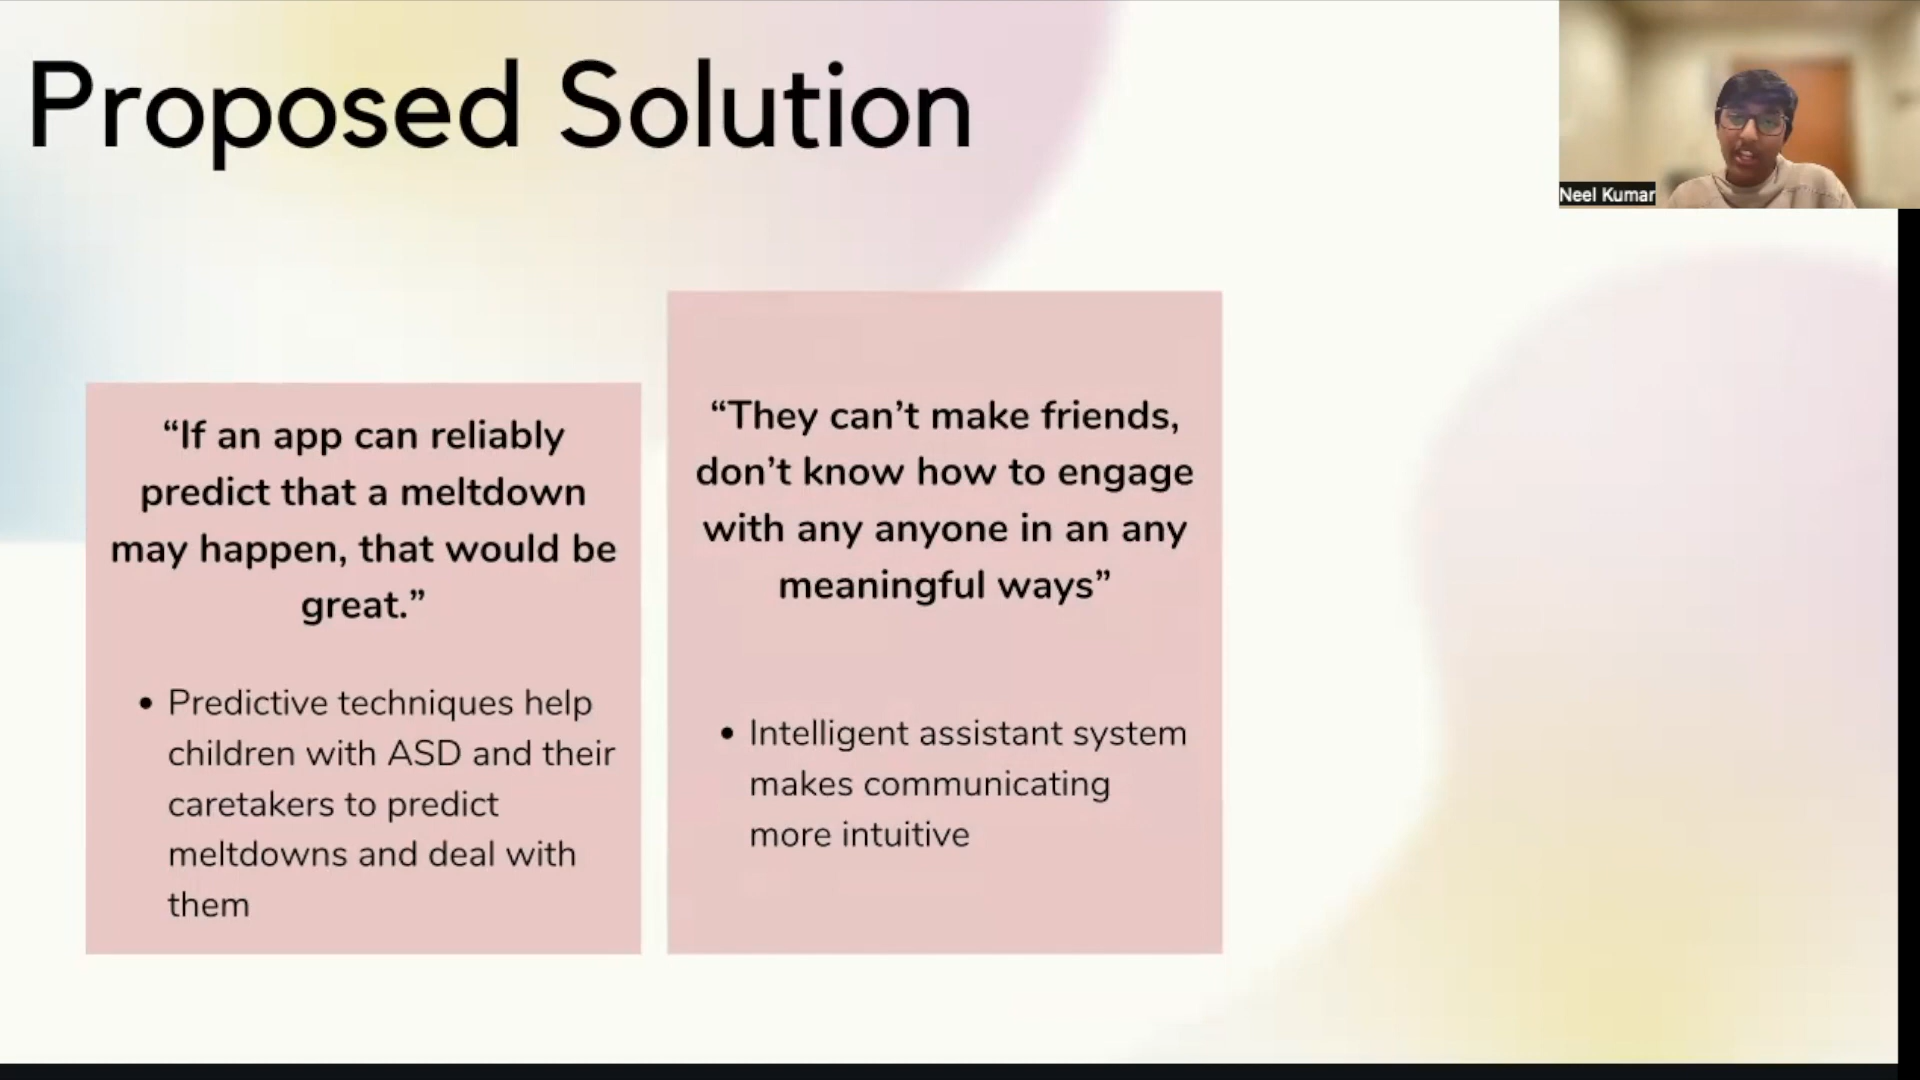 Proposed Solution
Neel Kumar
“If an app can reliably
predict that a meltdown
may happen, that would be
great.”
• Predictive techniques help
children with ASD and their
caretakers to predict
meltdowns and deal with
them
“They can’t make friends,
don’t know how to engage
with any anyone in an any
meaningful ways”
• Intelligent assistant system
makes communicating
more intuitive